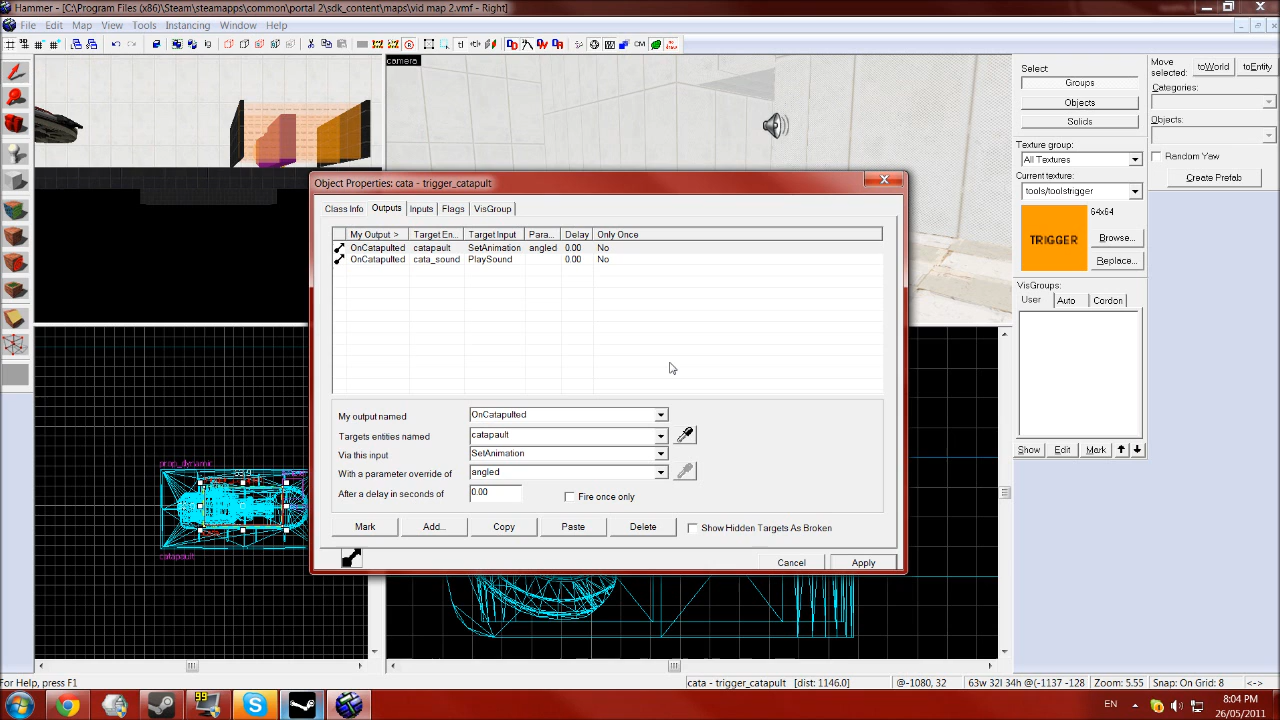 Hammer - [C:\Program Files (x86)\Steam\steamapps\common\portal 2\sdk_content\maps\vid map 2.vmf - Right]
File Edit Map View Tools Instancing Window Help
CM
camera
Select:
Groups
Objects
Solids
Texture group:
All Textures
Current texture:
tools/toolstrigger
TRIGGER
64x64
Browse...
Replace...
VisGroups:
User Auto Cordon
Show Edit Mark
Move selected:
toWorld toEntity
Categories:
Objects:
Random Yaw
Create Prefab
Object Properties: cata - trigger_catapult
Class Info Outputs Inputs Flags VisGroup
My Output > Target En... Target Input Para... Delay Only Once
OnCatapulted catapault SetAnimation angled 0.00 No
OnCatapulted cata_sound PlaySound 0.00 No
My output named OnCatapulted
Targets entities named catapault
Via this input SetAnimation
With a parameter override of angled
After a delay in seconds of 0.00 Fire once only
Mark Add... Copy Paste Delete Show Hidden Targets As Broken
Cancel Apply
prop_dynamic
catapault
For Help, press F1
cata - trigger_catapult [dist: 1146.0] @-1080, 32 63w 32l 34h @(-1137 -128 Zoom: 5.55 Snap: On Grid: 8 <->
99
EN
8:04 PM
26/05/2011